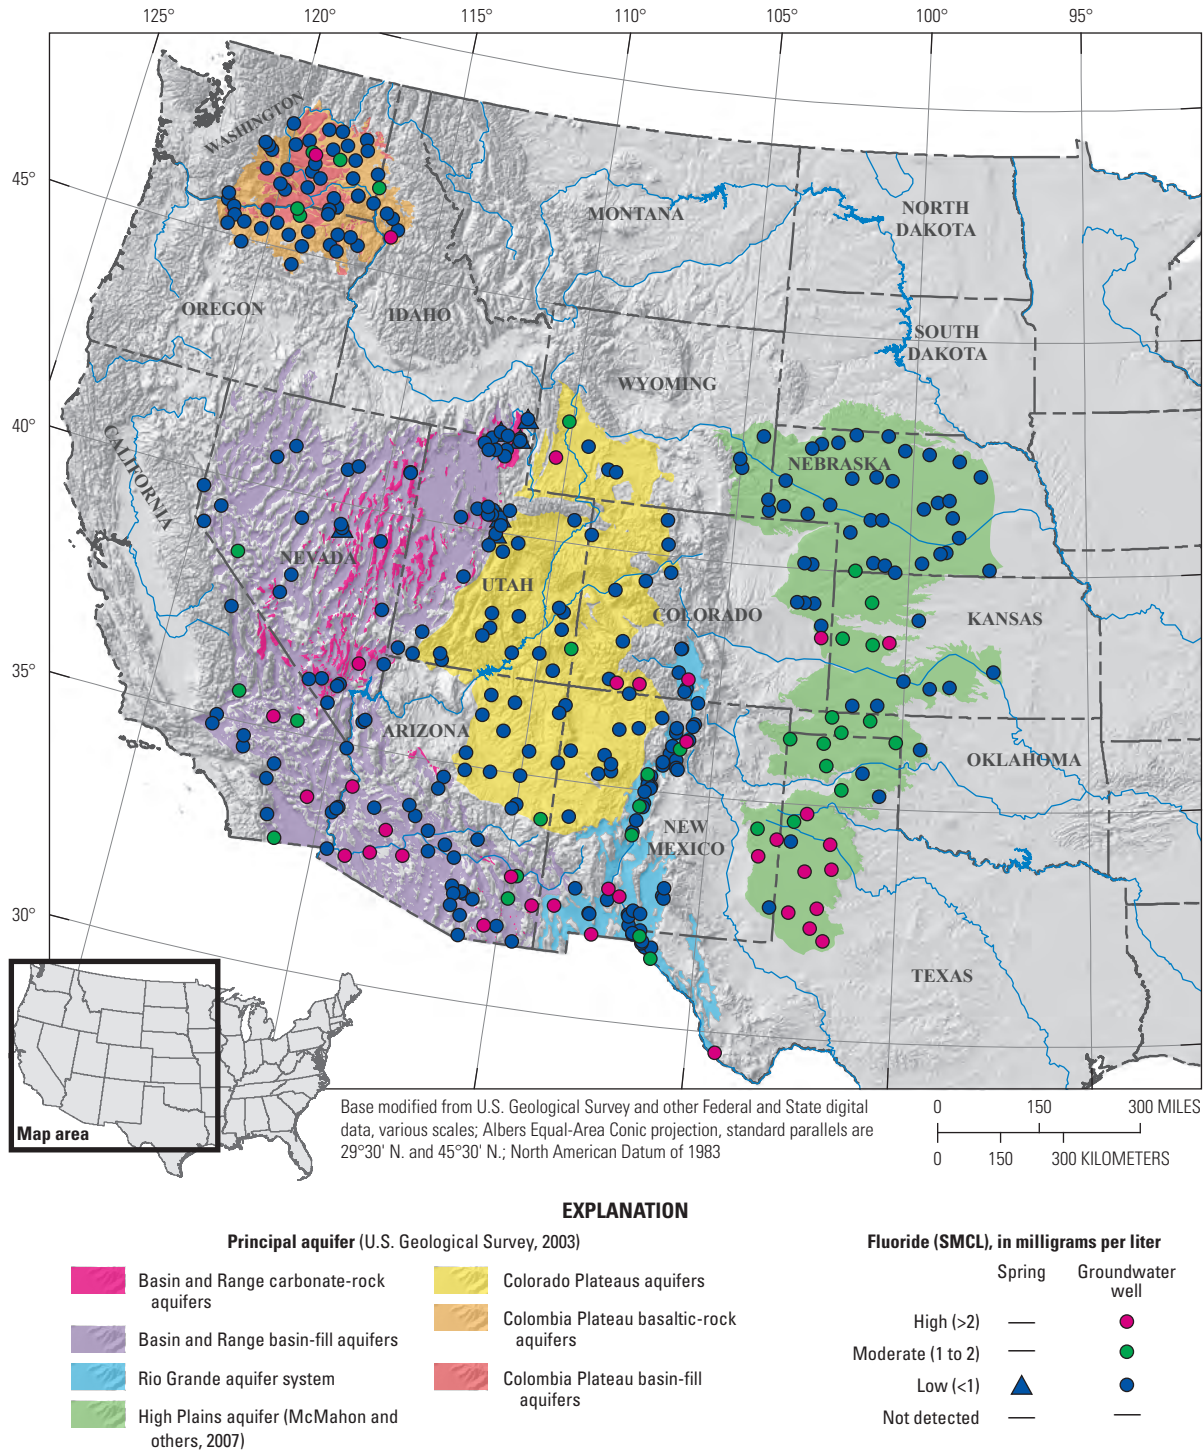 125°
120°
115°
110°
105°
100°
95°
45°
40°
35°
30°
WASHINGTON
MONTANA
NORTH
DAKOTA
OREGON
IDAHO
SOUTH
DAKOTA
WYOMING
CALIFORNIA
NEBRASKA
NEVADA
UTAH
COLORADO
KANSAS
ARIZONA
OKLAHOMA
NEW
MEXICO
TEXAS
Map area
Base modified from U.S. Geological Survey and other Federal and State digital
data, various scales; Albers Equal-Area Conic projection, standard parallels are
29°30' N. and 45°30' N.; North American Datum of 1983
0 150 300 MILES
0 150 300 KILOMETERS
EXPLANATION
Principal aquifer (U.S. Geological Survey, 2003)
Basin and Range carbonate-rock
aquifers
Basin and Range basin-fill aquifers
Rio Grande aquifer system
High Plains aquifer (McMahon and
others, 2007)
Colorado Plateaus aquifers
Colombia Plateau basaltic-rock
aquifers
Colombia Plateau basin-fill
aquifers
Fluoride (SMCL), in milligrams per liter
Spring Groundwater
well
High (>2) —
Moderate (1 to 2) —
Low (<1)
Not detected — —